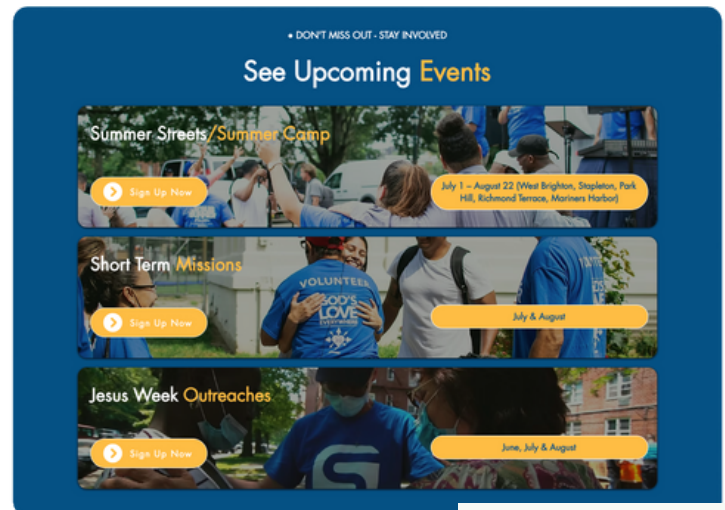 • DON'T MISS OUT - STAY INVOLVED
See Upcoming Events
Summer Streets/Summer Camp
Sign Up Now
July 1 – August 22 (West Brighton, Stapleton, Park
Hill, Richmond Terrace, Mariners Harbor)
Short Term Missions
VOLUNTEER
GOD'S
LOVE
EVERYWHERE
Sign Up Now
July & August
Jesus Week Outreaches
Sign Up Now
June, July & August